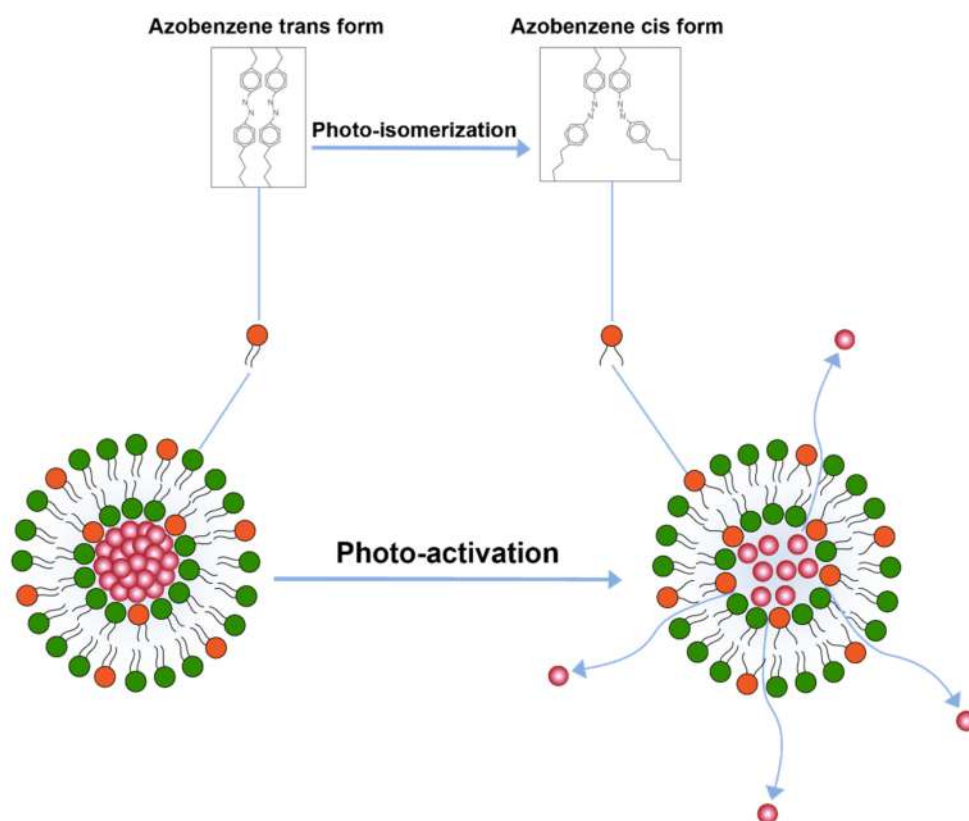 Azobenzene trans form
Azobenzene cis form
N
N
N
N
Photo-isomerization
N
N
N
N
Photo-activation